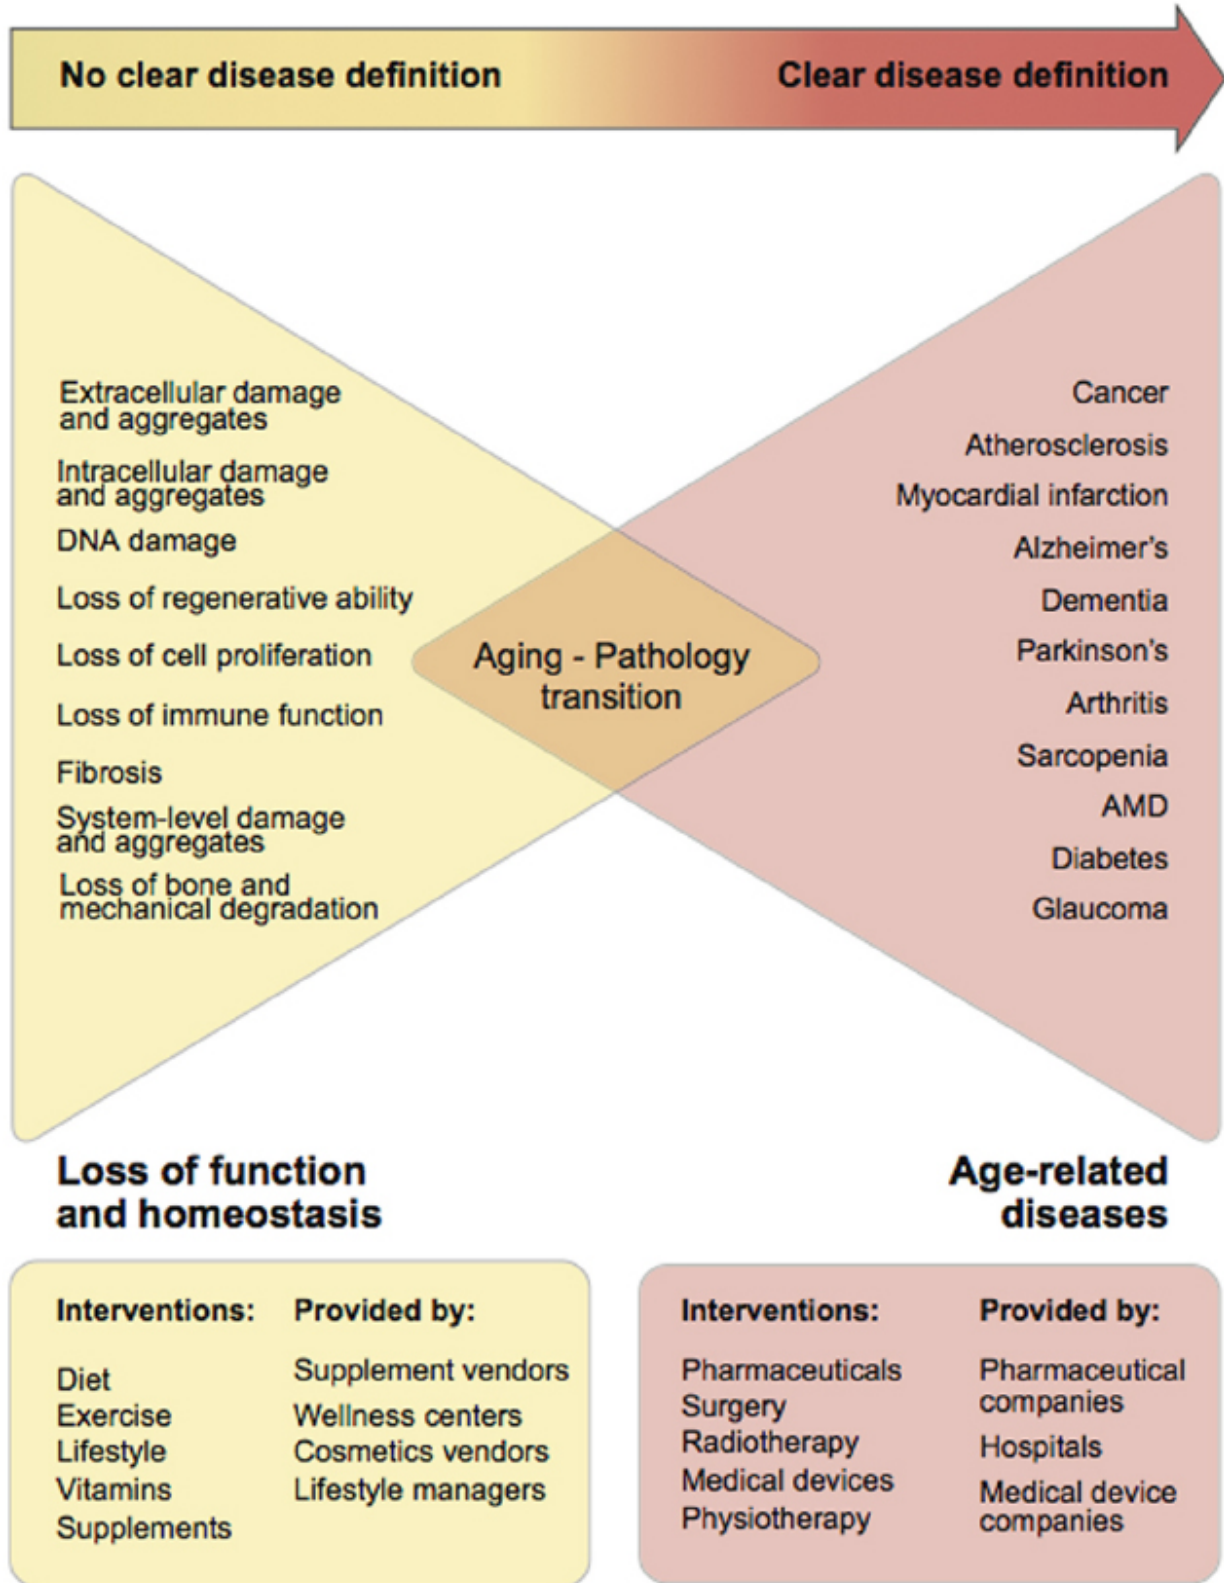 No clear disease definition
Clear disease definition
Extracellular damage
and aggregates
Intracellular damage
and aggregates
DNA damage
Loss of regenerative ability
Loss of cell proliferation
Loss of immune function
Fibrosis
System-level damage
and aggregates
Loss of bone and
mechanical degradation
Aging - Pathology
transition
Cancer
Atherosclerosis
Myocardial infarction
Alzheimer's
Dementia
Parkinson's
Arthritis
Sarcopenia
AMD
Diabetes
Glaucoma
Loss of function
and homeostasis
Age-related
diseases
Interventions:
Diet
Exercise
Lifestyle
Vitamins
Supplements
Provided by:
Supplement vendors
Wellness centers
Cosmetics vendors
Lifestyle managers
Interventions:
Pharmaceuticals
Surgery
Radiotherapy
Medical devices
Physiotherapy
Provided by:
Pharmaceutical
companies
Hospitals
Medical device
companies